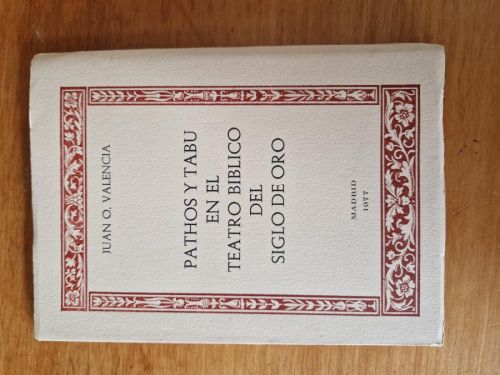 JUAN O. VALENCIA
PATHOS Y TABU
EN EL
TEATRO BIBLICO
DEL
SIGLO DE ORO
MADRID
1977